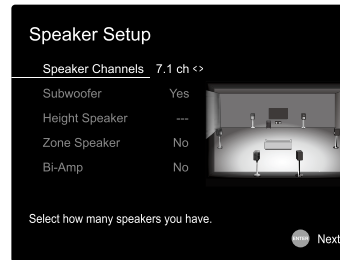 Speaker Setup
Speaker Channels 7.1 ch <>
Subwoofer Yes
Height Speaker ---
Zone Speaker No
Bi-Amp No
Select how many speakers you have.
ENTER Next